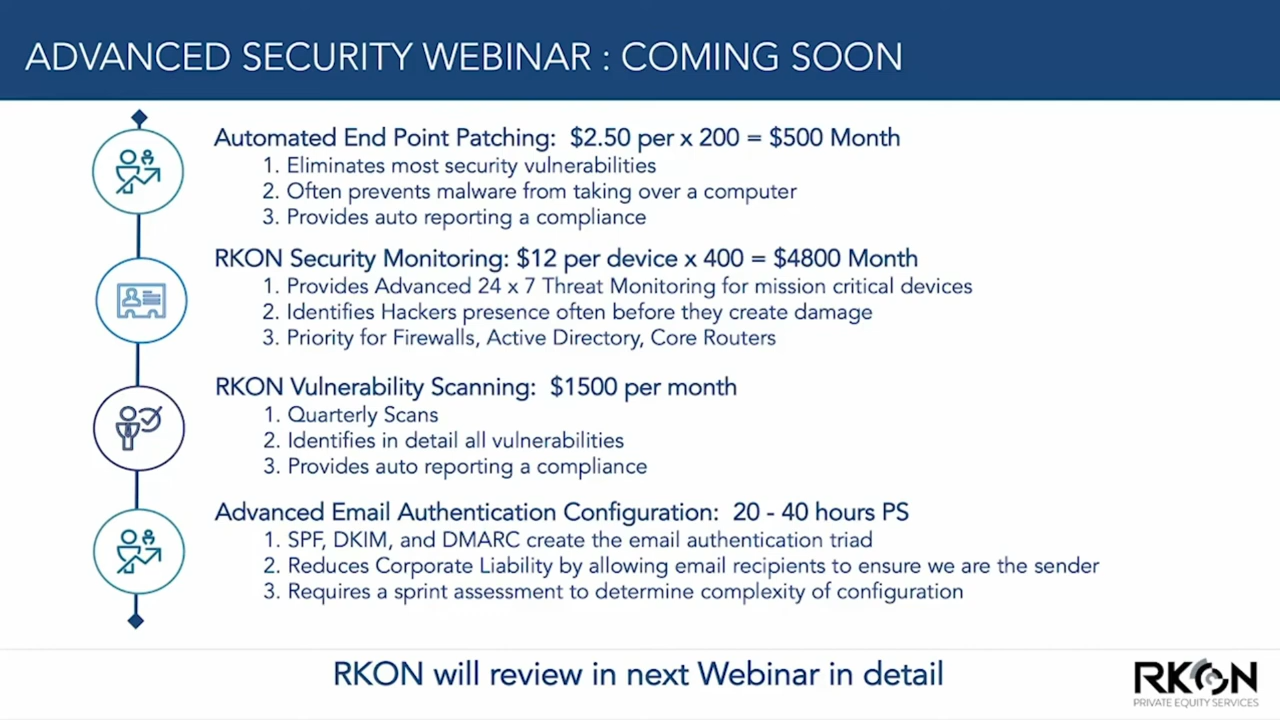 ADVANCED SECURITY WEBINAR : COMING SOON
Automated End Point Patching: $2.50 per x 200 = $500 Month
1. Eliminates most security vulnerabilities
2. Often prevents malware from taking over a computer
3. Provides auto reporting a compliance
RKON Security Monitoring: $12 per device x 400 = $4800 Month
1. Provides Advanced 24 x 7 Threat Monitoring for mission critical devices
2. Identifies Hackers presence often before they create damage
3. Priority for Firewalls, Active Directory, Core Routers
RKON Vulnerability Scanning: $1500 per month
1. Quarterly Scans
2. Identifies in detail all vulnerabilities
3. Provides auto reporting a compliance
Advanced Email Authentication Configuration: 20 - 40 hours PS
1. SPF, DKIM, and DMARC create the email authentication triad
2. Reduces Corporate Liability by allowing email recipients to ensure we are the sender
3. Requires a sprint assessment to determine complexity of configuration
RKON will review in next Webinar in detail
RKON
PRIVATE EQUITY SERVICES